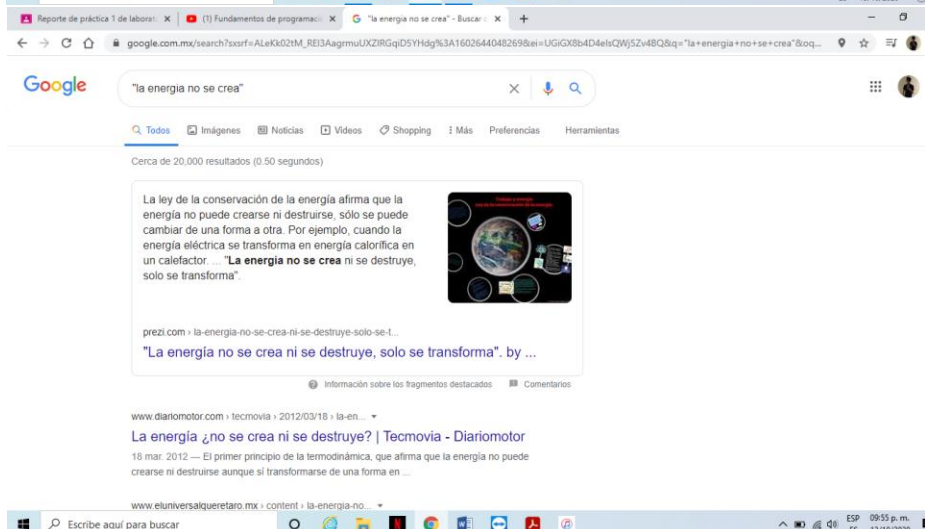 Reporte de práctica 1 de laborat
(1) Fundamentos de programaci
"la energia no se crea" - Buscar c
google.com.mx/search?sxsrf=ALeKk02tM_REI3AagrmuUXZIRGqiD5YHdg%3A1602644048269&ei=UGiGX8b4D4elsQWj5Zv4BQ&q="la+energia+no+se+crea"&oq...
Google
"la energia no se crea"
Todos Imágenes Noticias Videos Shopping Más Preferencias Herramientas
Cerca de 20,000 resultados (0.50 segundos)
La ley de la conservación de la energía afirma que la
energía no puede crearse ni destruirse, sólo se puede
cambiar de una forma a otra. Por ejemplo, cuando la
energía eléctrica se transforma en energía calorífica en
un calefactor. ... "La energia no se crea ni se destruye,
solo se transforma".
prezi.com › la-energia-no-se-crea-ni-se-destruye-solo-se-t...
"La energía no se crea ni se destruye, solo se transforma". by ...
Información sobre los fragmentos destacados Comentarios
www.diariomotor.com › tecmovia › 2012/03/18 › la-en...
La energía ¿no se crea ni se destruye? | Tecmovia - Diariomotor
18 mar. 2012 — El primer principio de la termodinámica, que afirma que la energía no puede
crearse ni destruirse aunque sí transformarse de una forma en ...
www.eluniversalqueretaro.mx › content › la-energia-no...
Escribe aquí para buscar
ESP 09:55 p. m.